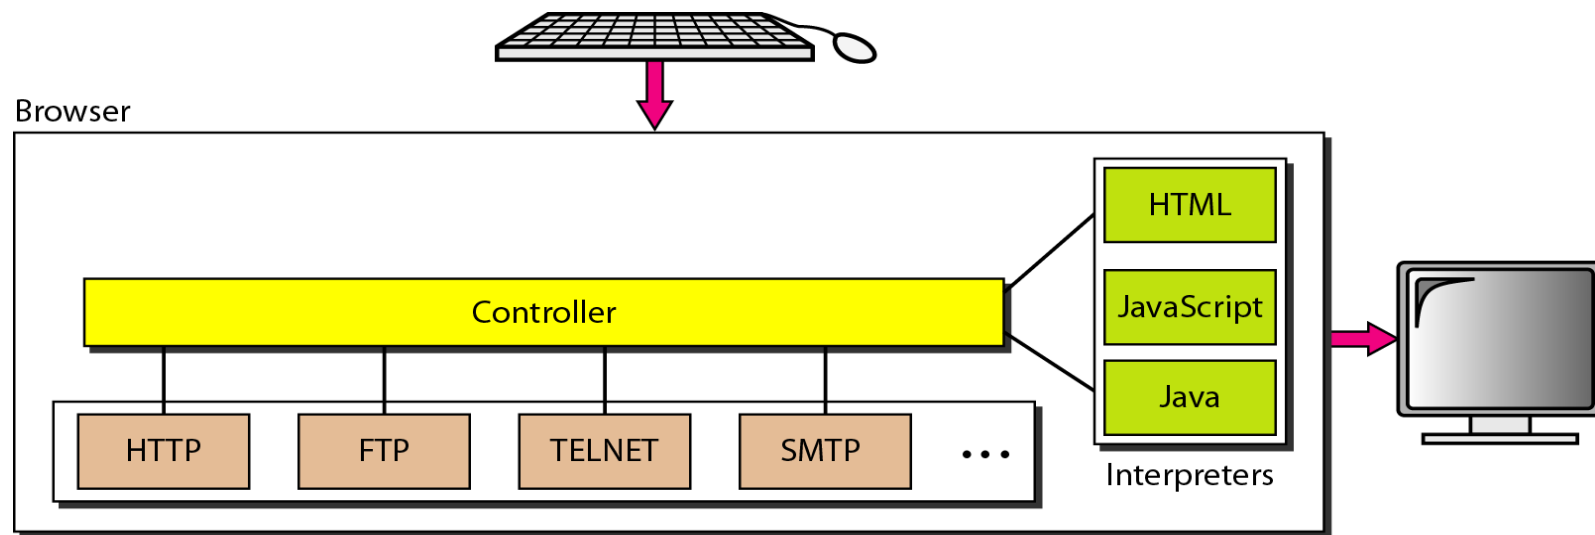 Browser
HTML
JavaScript
Java
Interpreters
Controller
HTTP
FTP
TELNET
SMTP
...